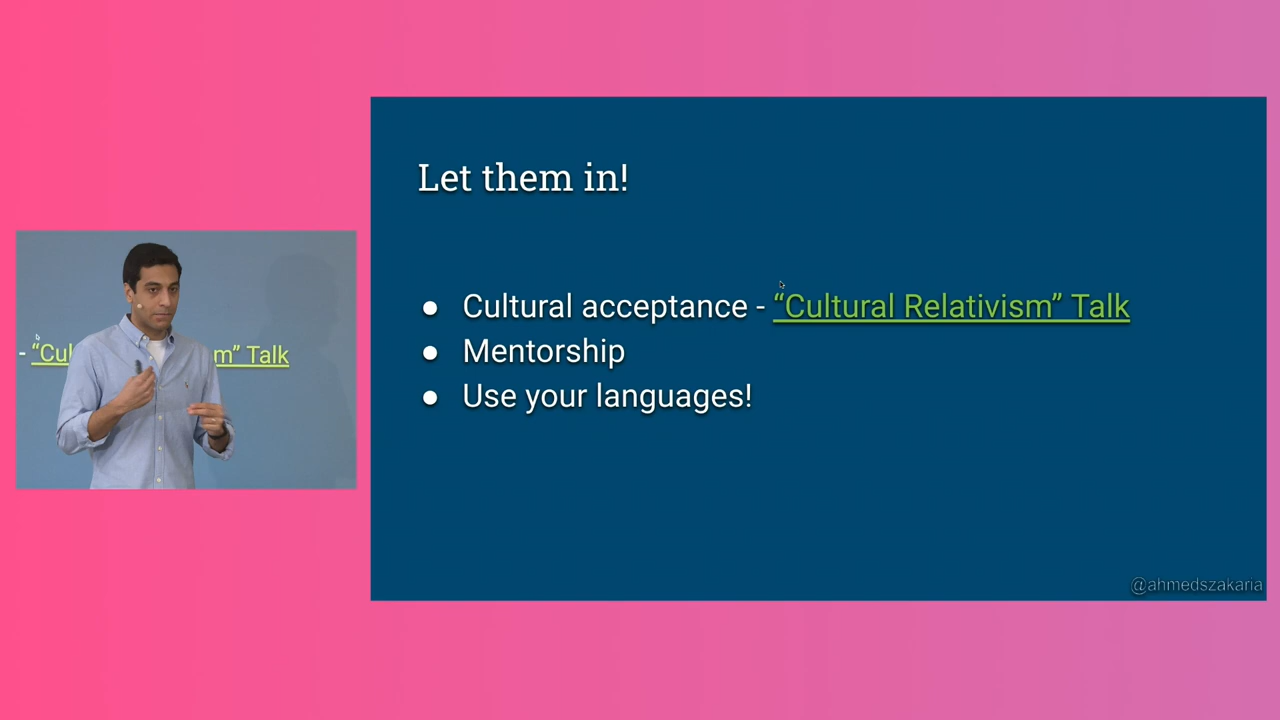 Let them in!
● Cultural acceptance - “Cultural Relativism” Talk
● Mentorship
● Use your languages!
@ahmedszakaria
- “Cul m” Talk